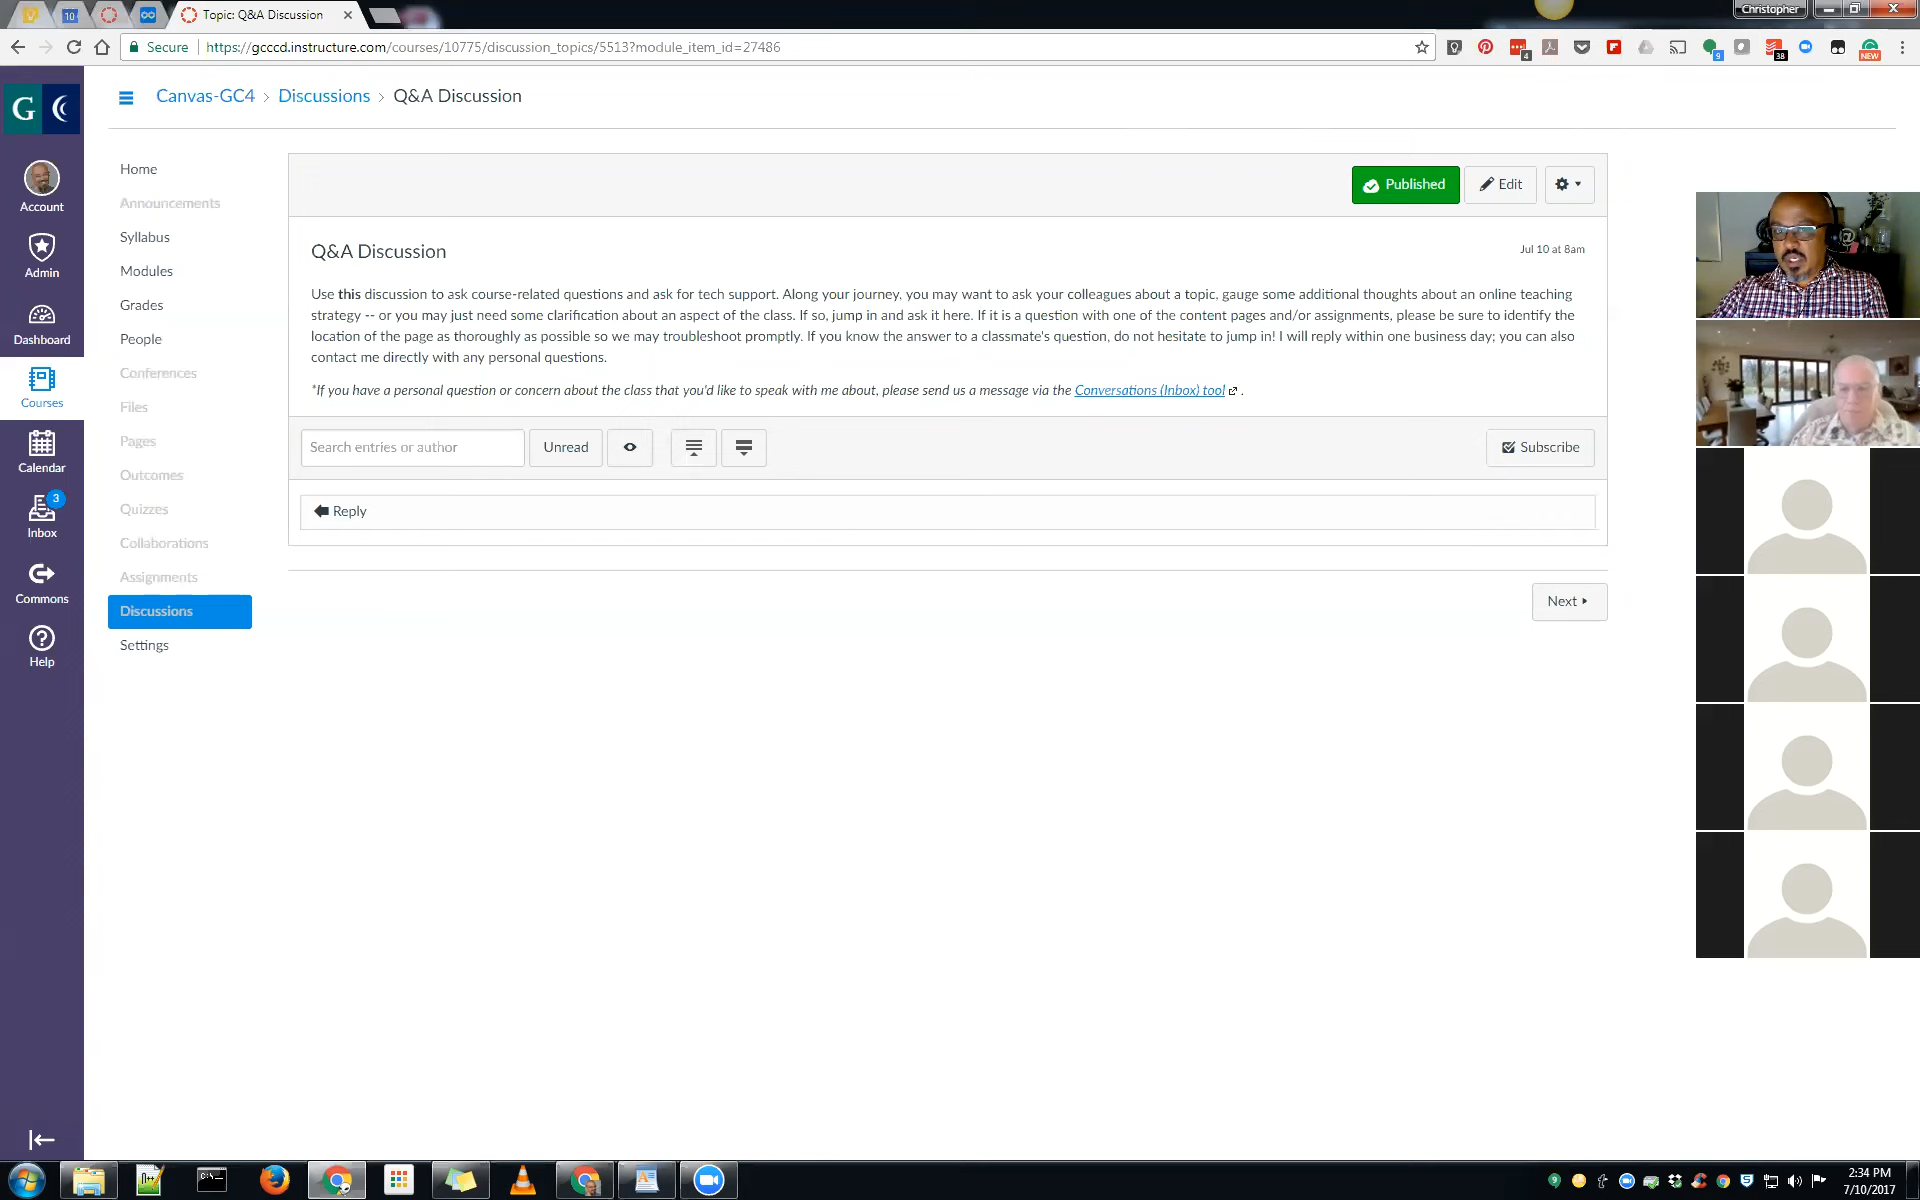 Topic: Q&A Discussion
Christopher
Secure
https://gcccd.instructure.com/courses/10775/discussion_topics/5513?module_item_id=27486
Canvas-GC4 > Discussions > Q&A Discussion
Account
Admin
Dashboard
Courses
Calendar
3
Inbox
Commons
Help
Home
Announcements
Syllabus
Modules
Grades
People
Conferences
Files
Pages
Outcomes
Quizzes
Collaborations
Assignments
Discussions
Settings
Published
Edit
Q&A Discussion
Jul 10 at 8am
Use this discussion to ask course-related questions and ask for tech support. Along your journey, you may want to ask your colleagues about a topic, gauge some additional thoughts about an online teaching
strategy -- or you may just need some clarification about an aspect of the class. If so, jump in and ask it here. If it is a question with one of the content pages and/or assignments, please be sure to identify the
location of the page as thoroughly as possible so we may troubleshoot promptly. If you know the answer to a classmate's question, do not hesitate to jump in! I will reply within one business day; you can also
contact me directly with any personal questions.
*If you have a personal question or concern about the class that you'd like to speak with me about, please send us a message via the Conversations (Inbox) tool .
Search entries or author
Unread
Subscribe
Reply
Next
2:34 PM
7/10/2017